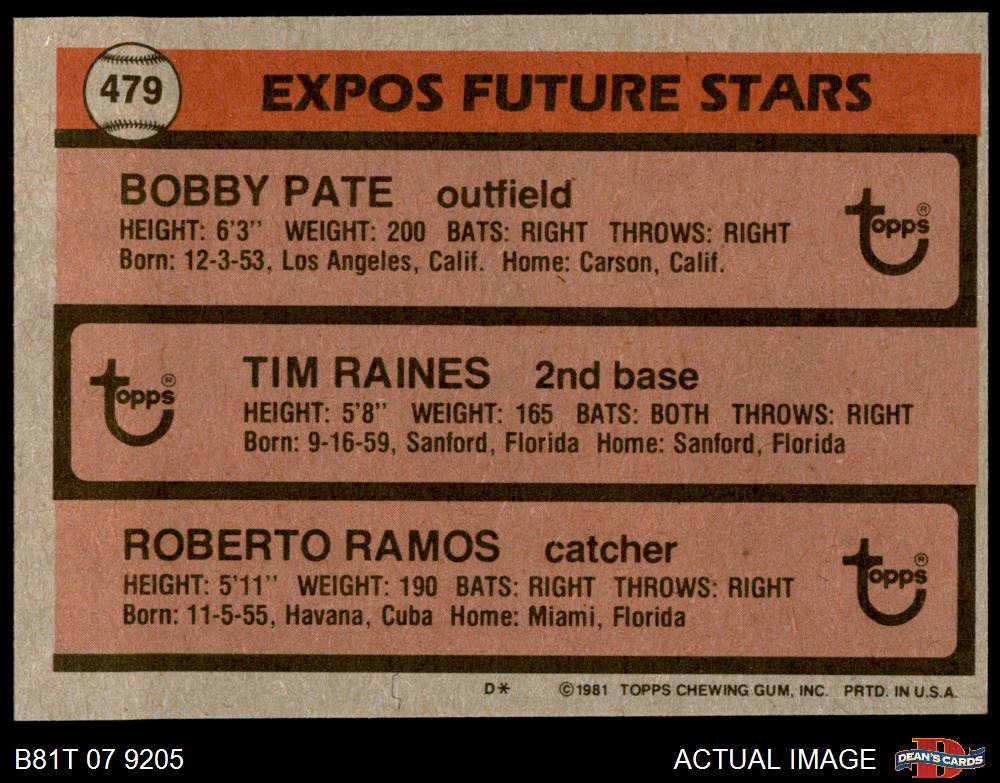 479
EXPOS FUTURE STARS
BOBBY PATE outfield
HEIGHT: 6'3" WEIGHT: 200 BATS: RIGHT THROWS: RIGHT
Born: 12-3-53, Los Angeles, Calif. Home: Carson, Calif.
topps®
TIM RAINES 2nd base
HEIGHT: 5'8" WEIGHT: 165 BATS: BOTH THROWS: RIGHT
Born: 9-16-59, Sanford, Florida Home: Sanford, Florida
topps®
ROBERTO RAMOS catcher
HEIGHT: 5'11" WEIGHT: 190 BATS: RIGHT THROWS: RIGHT
Born: 11-5-55, Havana, Cuba Home: Miami, Florida
topps®
D* ©1981 TOPPS CHEWING GUM, INC. PRTD. IN U.S.A.
B81T 07 9205
ACTUAL IMAGE
D
DEAN'S CARDS